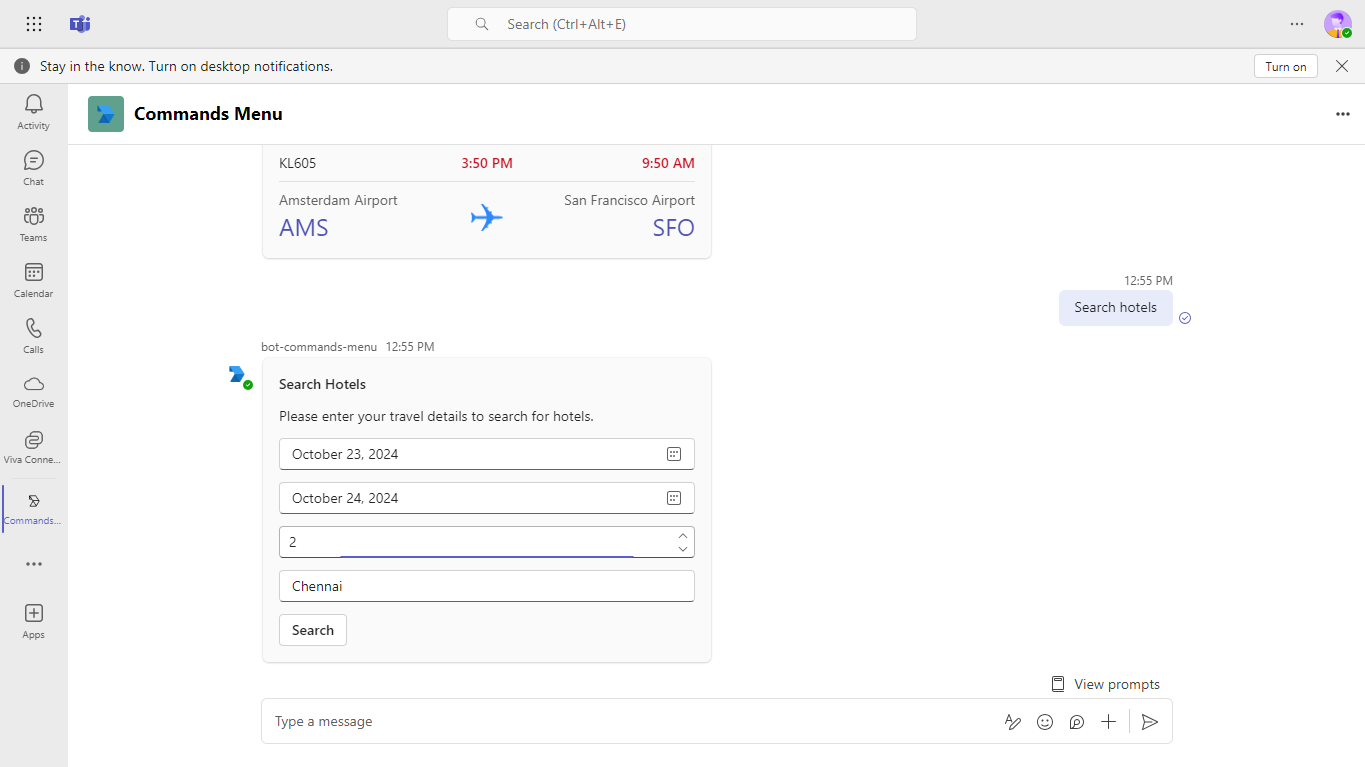 Search (Ctrl+Alt+E)
Stay in the know. Turn on desktop notifications.
Turn on
Activity
Chat
Teams
Calendar
Calls
OneDrive
Viva Conne...
Commands...
Apps
Commands Menu
KL605 3:50 PM 9:50 AM
Amsterdam Airport San Francisco Airport
AMS SFO
12:55 PM
Search hotels
bot-commands-menu 12:55 PM
Search Hotels
Please enter your travel details to search for hotels.
October 23, 2024
October 24, 2024
2
Chennai
Search
View prompts
Type a message